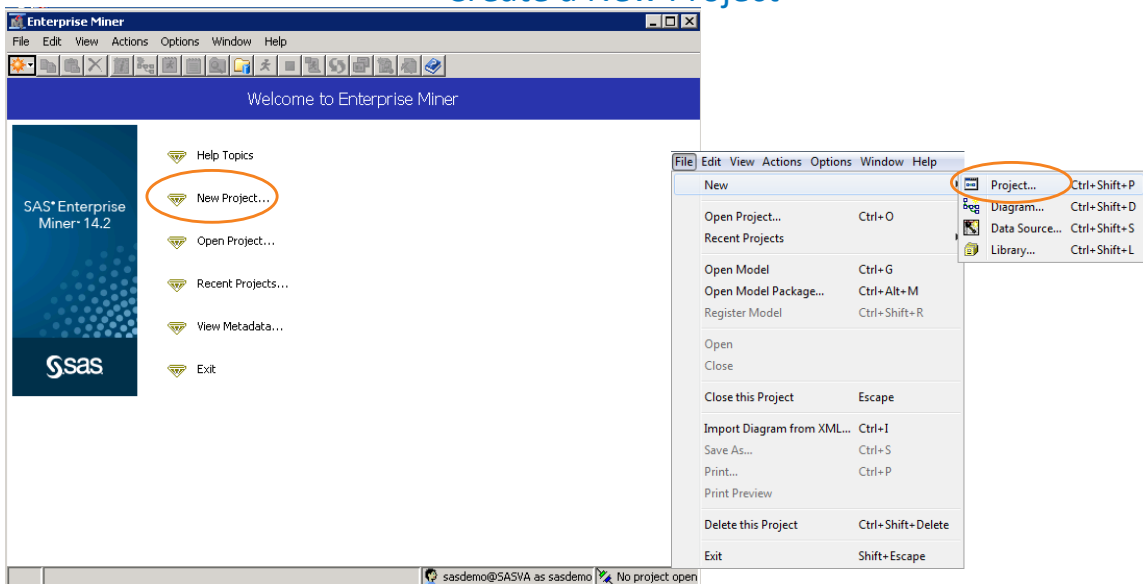 Create a New Project
Enterprise Miner
File Edit View Actions Options Window Help
Welcome to Enterprise Miner
SAS® Enterprise
Miner™ 14.2
Ssas
Help Topics
New Project...
Open Project...
Recent Projects...
View Metadata...
Exit
sasdemo@SASVA as sasdemo
No project open
File Edit View Actions Options Window Help
New
Open Project... Ctrl+O
Recent Projects
Open Model Ctrl+G
Open Model Package... Ctrl+Alt+M
Register Model Ctrl+Shift+R
Open
Close
Close this Project Escape
Import Diagram from XML... Ctrl+I
Save As... Ctrl+S
Print... Ctrl+P
Print Preview
Delete this Project Ctrl+Shift+Delete
Exit Shift+Escape
Project... Ctrl+Shift+P
Diagram... Ctrl+Shift+D
Data Source... Ctrl+Shift+S
Library... Ctrl+Shift+L